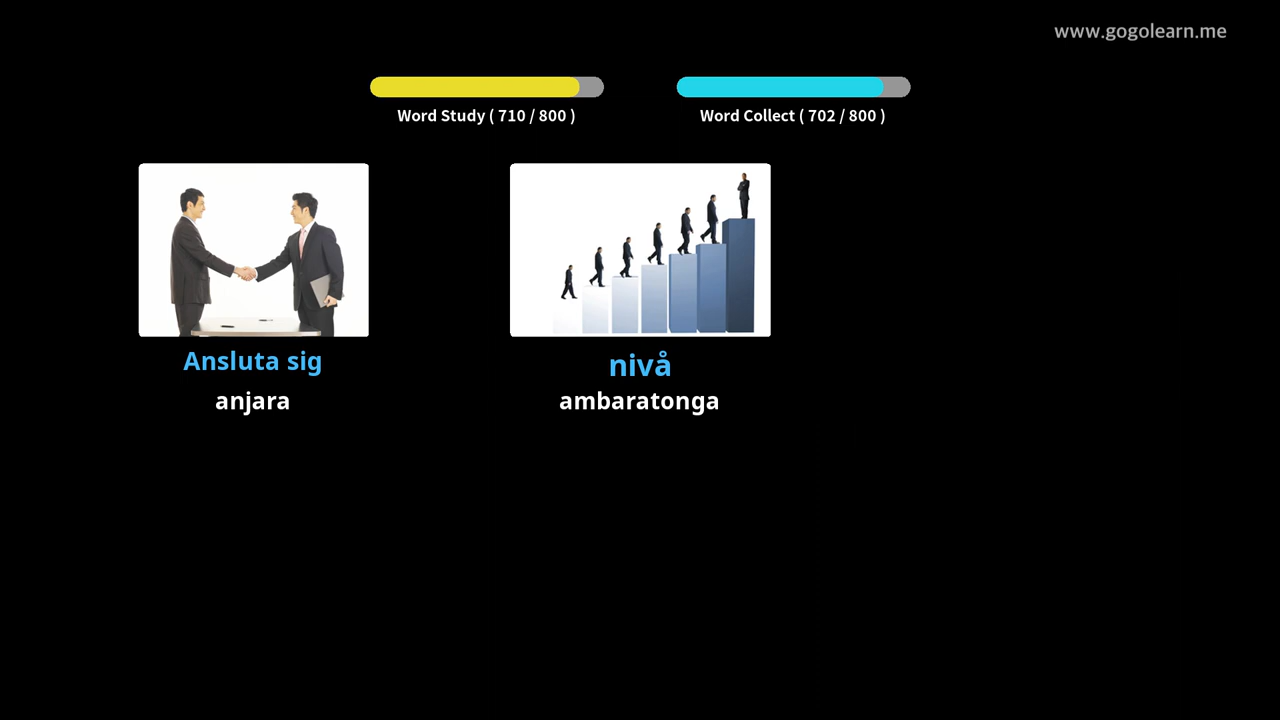 www.gogolearn.me
Word Study ( 710 / 800 )
Word Collect ( 702 / 800 )
Ansluta sig
anjara
nivå
ambaratonga